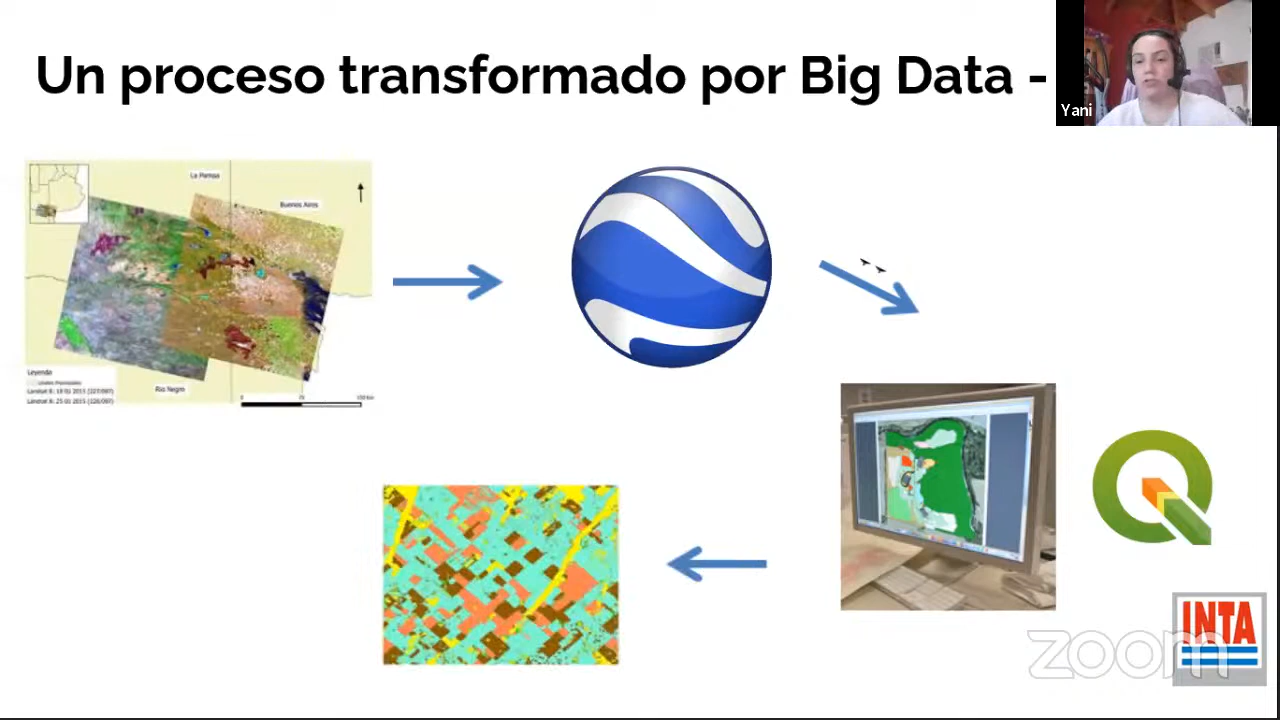 Un proceso transformado por Big Data -
Yani
La Pampa
Buenos Aires
Leyenda
Rio Negro
zoom
INTA